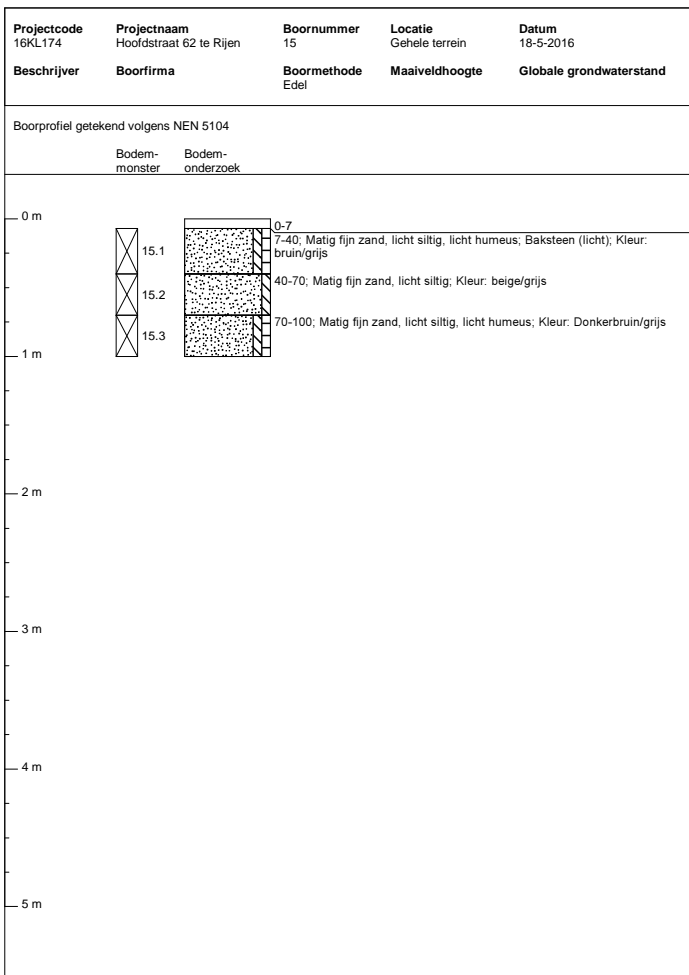 Projectcode Projectnaam Boornummer Locatie Datum
16KL174 Hoofdstraat 62 te Rijen 15 Gehele terrein 18-5-2016
Beschrijver Boorfirma Boormethode Maaiveldhoogte Globale grondwaterstand
Edel
Boorprofiel getekend volgens NEN 5104
Bodem- Bodem-
monster onderzoek
0 m
0-7
15.1
7-40; Matig fijn zand, licht siltig, licht humeus; Baksteen (licht); Kleur:
bruin/grijs
15.2
40-70; Matig fijn zand, licht siltig; Kleur: beige/grijs
15.3
70-100; Matig fijn zand, licht siltig, licht humeus; Kleur: Donkerbruin/grijs
1 m
2 m
3 m
4 m
5 m